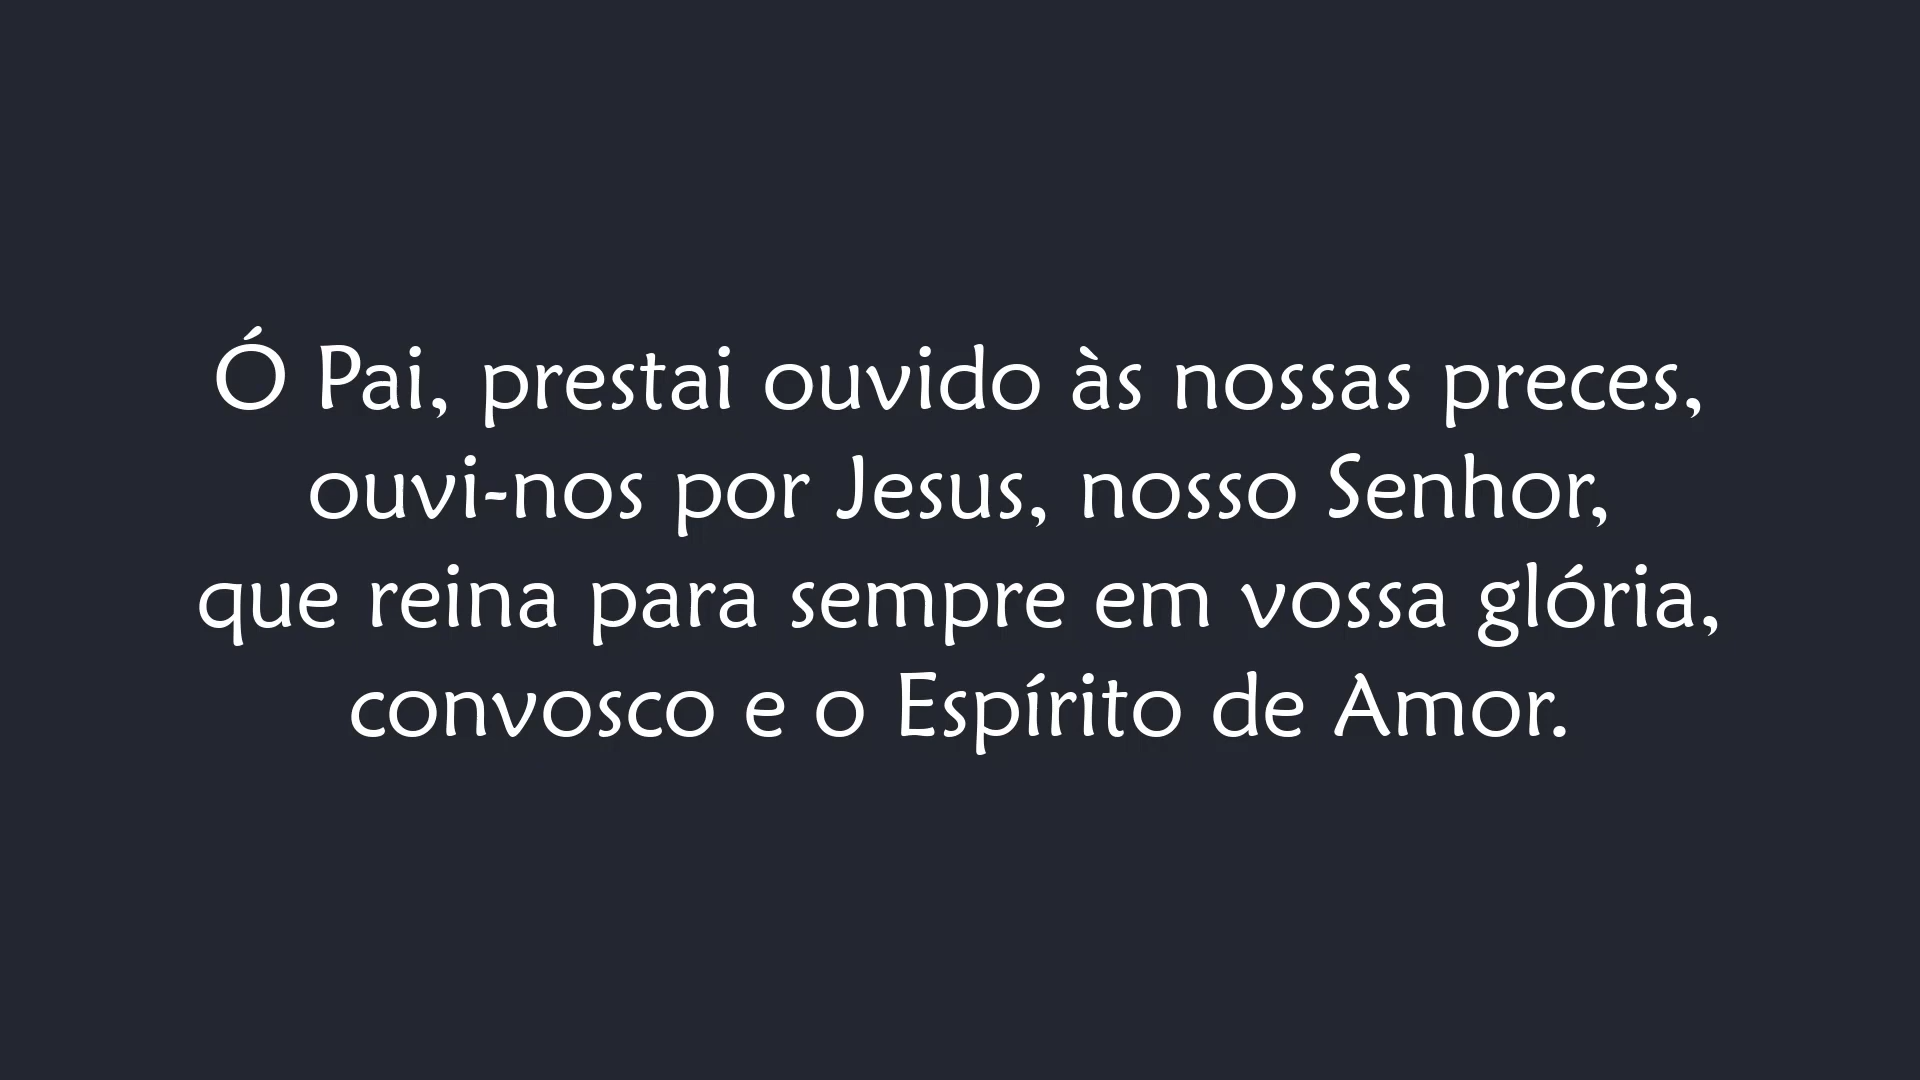 Ó Pai, prestai ouvido às nossas preces,
ouvi-nos por Jesus, nosso Senhor,
que reina para sempre em vossa glória,
convosco e o Espírito de Amor.